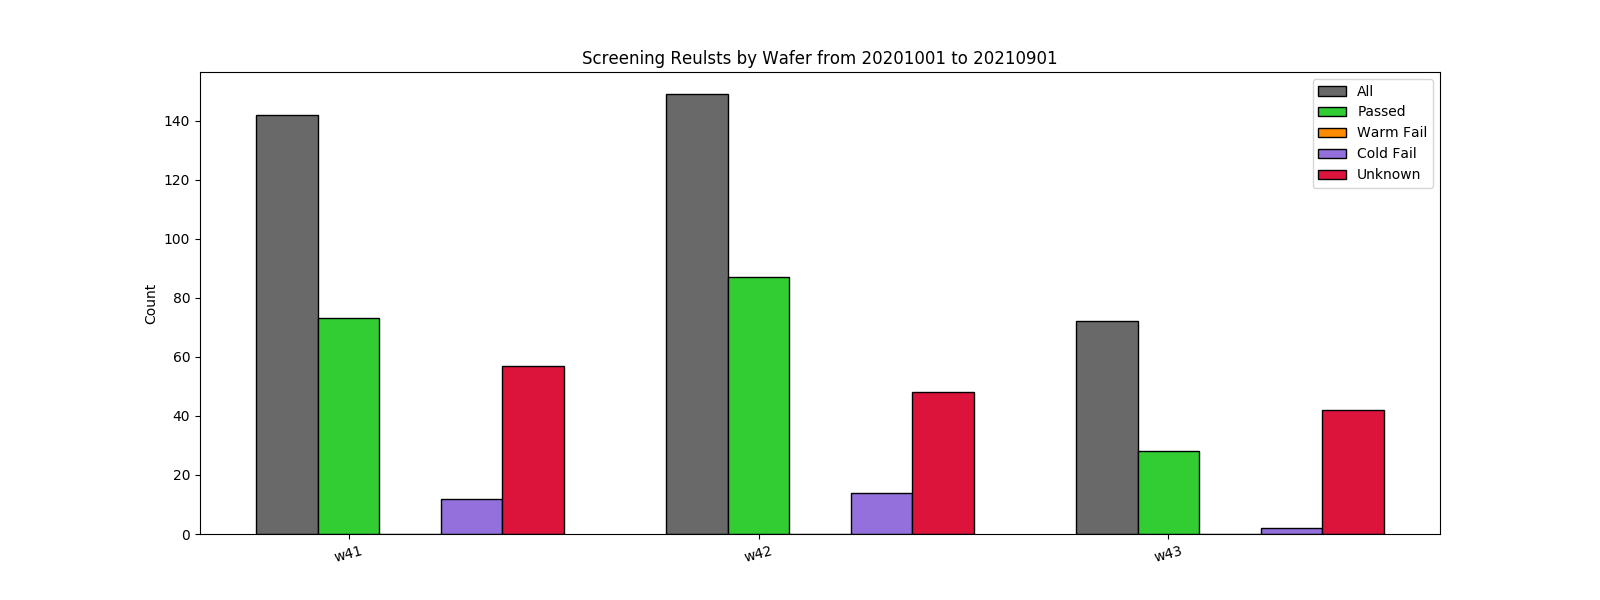 Screening Reulsts by Wafer from 20201001 to 20210901
All
Passed
Warm Fail
Cold Fail
Unknown
Count
140
120
100
80
60
40
20
0
w41
w42
w43